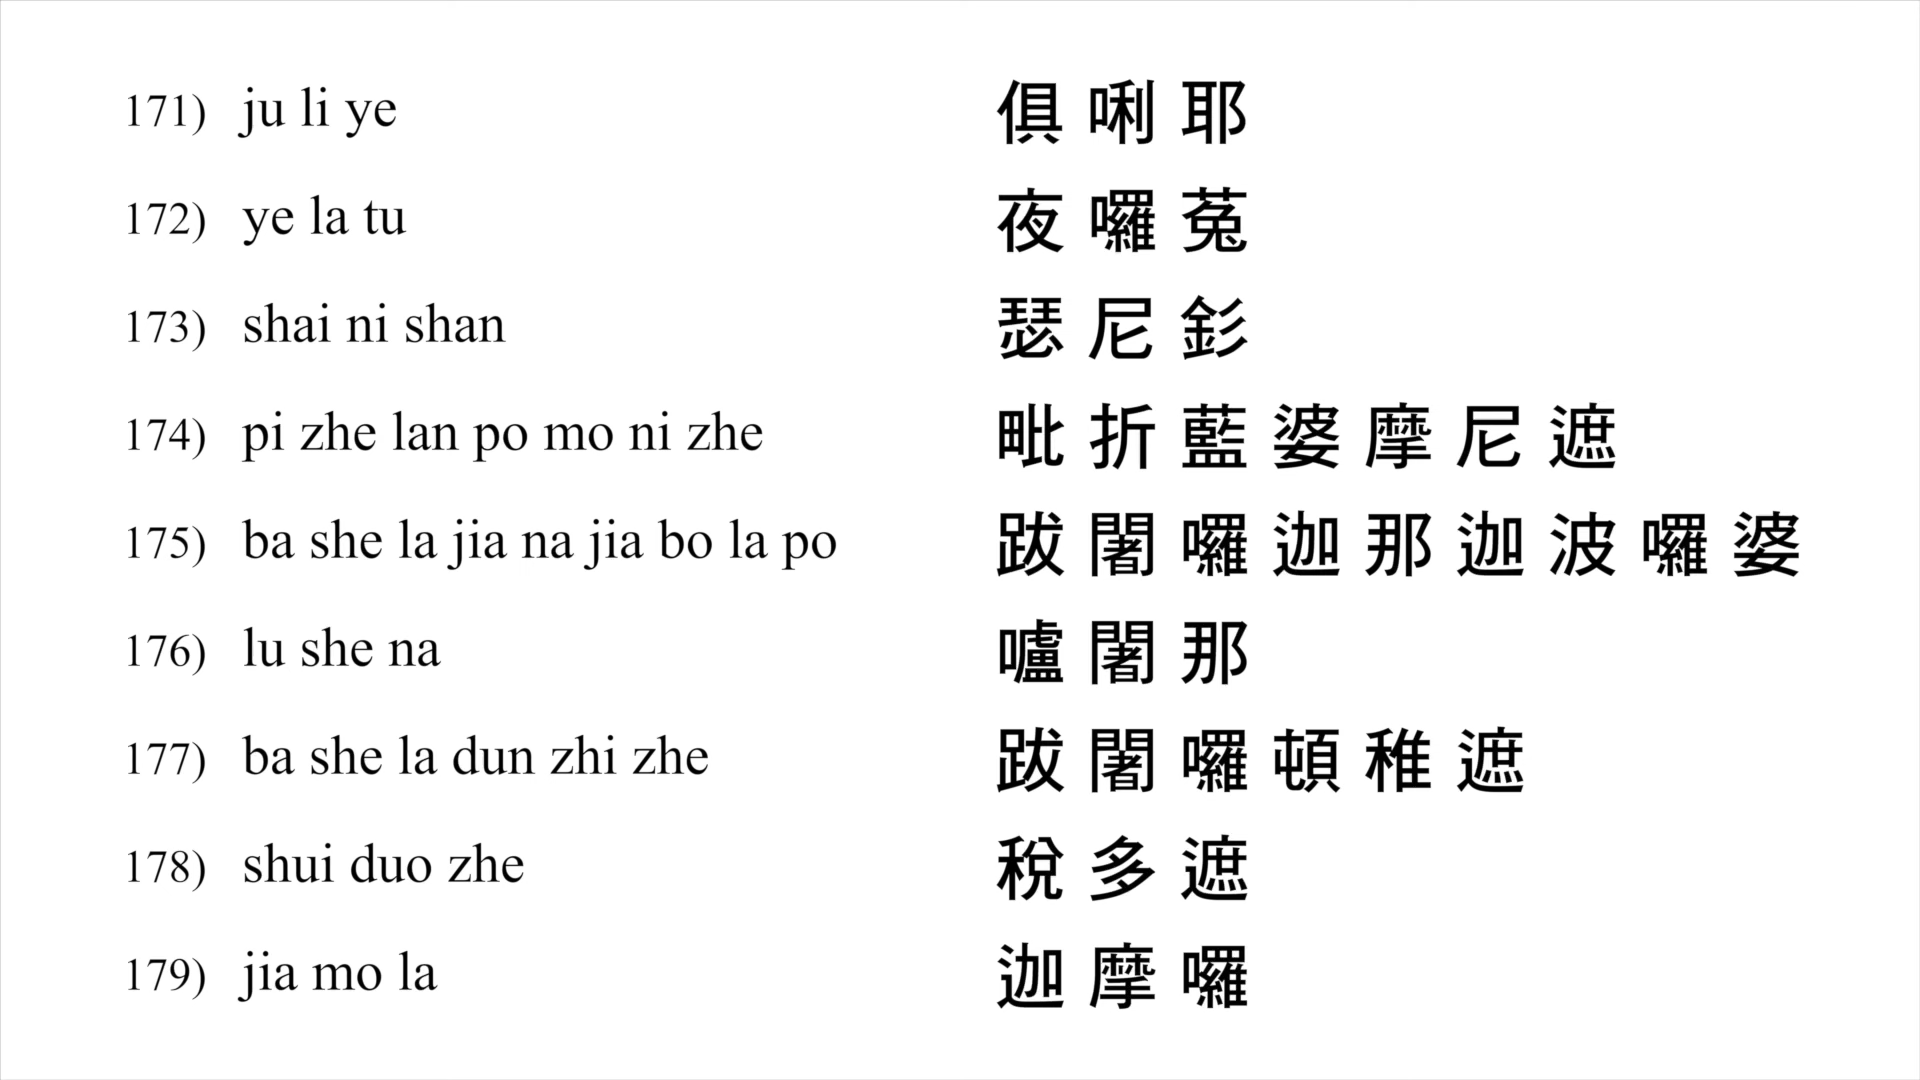 171) ju li ye 俱唎耶
172) ye la tu 夜囉菟
173) shai ni shan 瑟尼釤
174) pi zhe lan po mo ni zhe 毗折藍婆摩尼遮
175) ba she la jia na jia bo la po 跋闍囉迦那迦波囉婆
176) lu she na 嚧闍那
177) ba she la dun zhi zhe 跋闍囉頓稚遮
178) shui duo zhe 稅多遮
179) jia mo la 迦摩囉